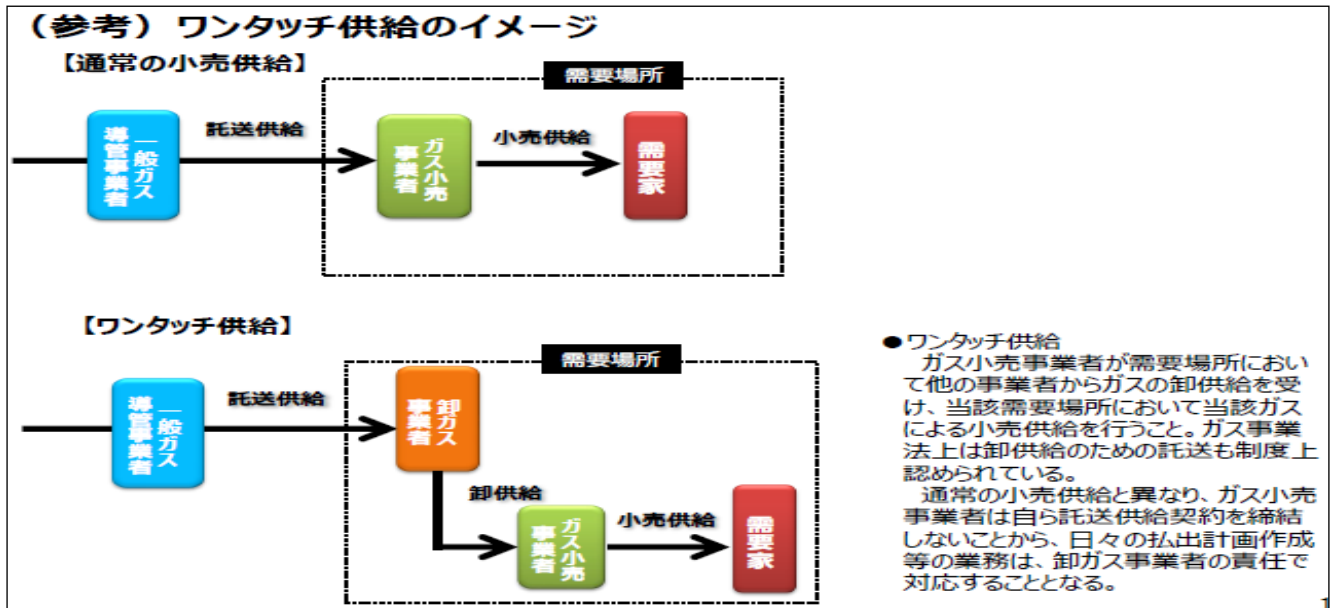 （参考）ワンタッチ供給のイメージ
【通常の小売供給】
需要場所
一般ガス
導管事業者
託送供給
ガス小売
事業者
小売供給
需要家
【ワンタッチ供給】
需要場所
一般ガス
導管事業者
託送供給
卸ガス
事業者
卸供給
ガス小売
事業者
小売供給
需要家
●ワンタッチ供給
ガス小売事業者が需要場所におい
て他の事業者からガスの卸供給を受
け、当該需要場所において当該ガス
による小売供給を行うこと。ガス事業
法上は卸供給のための託送も制度上
認められている。
通常の小売供給と異なり、ガス小売
事業者は自ら託送供給契約を締結
しないことから、日々の払出計画作成
等の業務は、卸ガス事業者の責任で
対応することとなる。